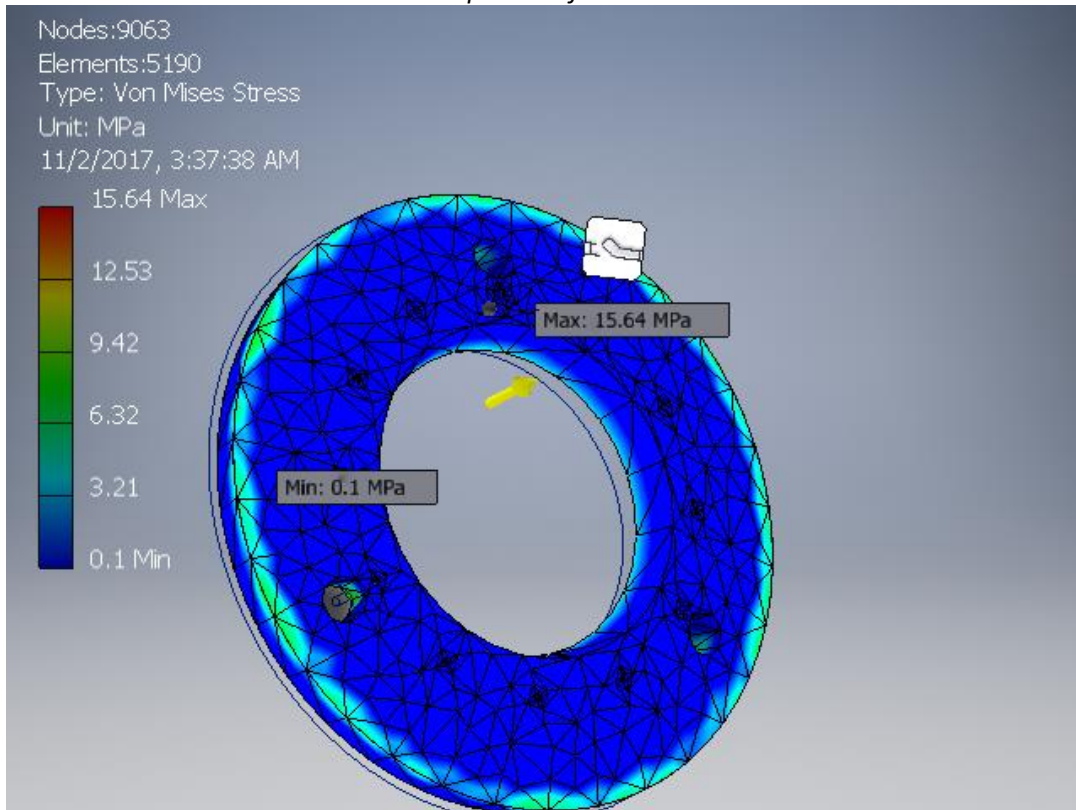 Nodes:9063
Elements:5190
Type: Von Mises Stress
Unit: MPa
11/2/2017, 3:37:38 AM
15.64 Max
12.53
9.42
6.32
3.21
0.1 Min
Max: 15.64 MPa
Min: 0.1 MPa